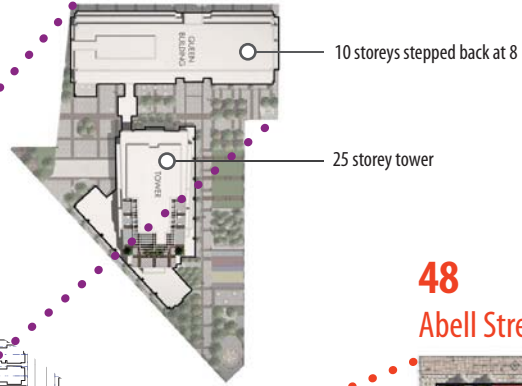 QUEEN
BUILDING
10 storeys stepped back at 8
25 storey tower
TOWER
48
Abell Stre